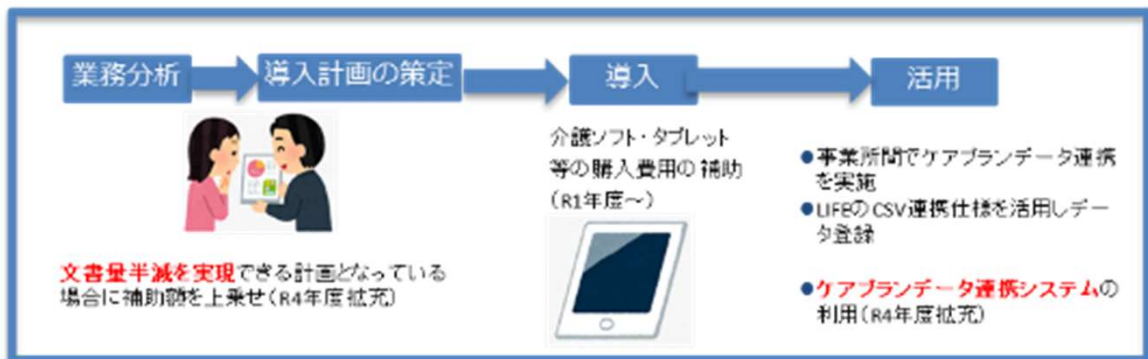 業務分析
導入計画の策定
導入
活用
文書量半減を実現できる計画となっている
場合に補助額を上乗せ(R4年度拡充)
介護ソフト・タブレット
等の購入費用の補助
(R1年度～)
●事業所間でケアプランデータ連携
を実施
●LIFEのCSV連携仕様を活用しデー
タ登録
●ケアプランデータ連携システムの
利用(R4年度拡充)